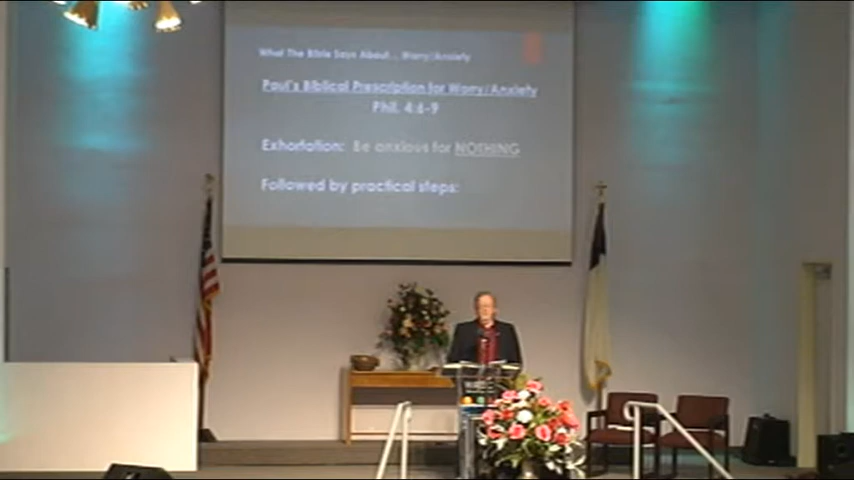 What The Bible Says About... Worry/Anxiety
Paul's Biblical Prescription for Worry/Anxiety
Phil. 4:6-9
Exhortation: Be anxious for NOTHING
Followed by practical steps: